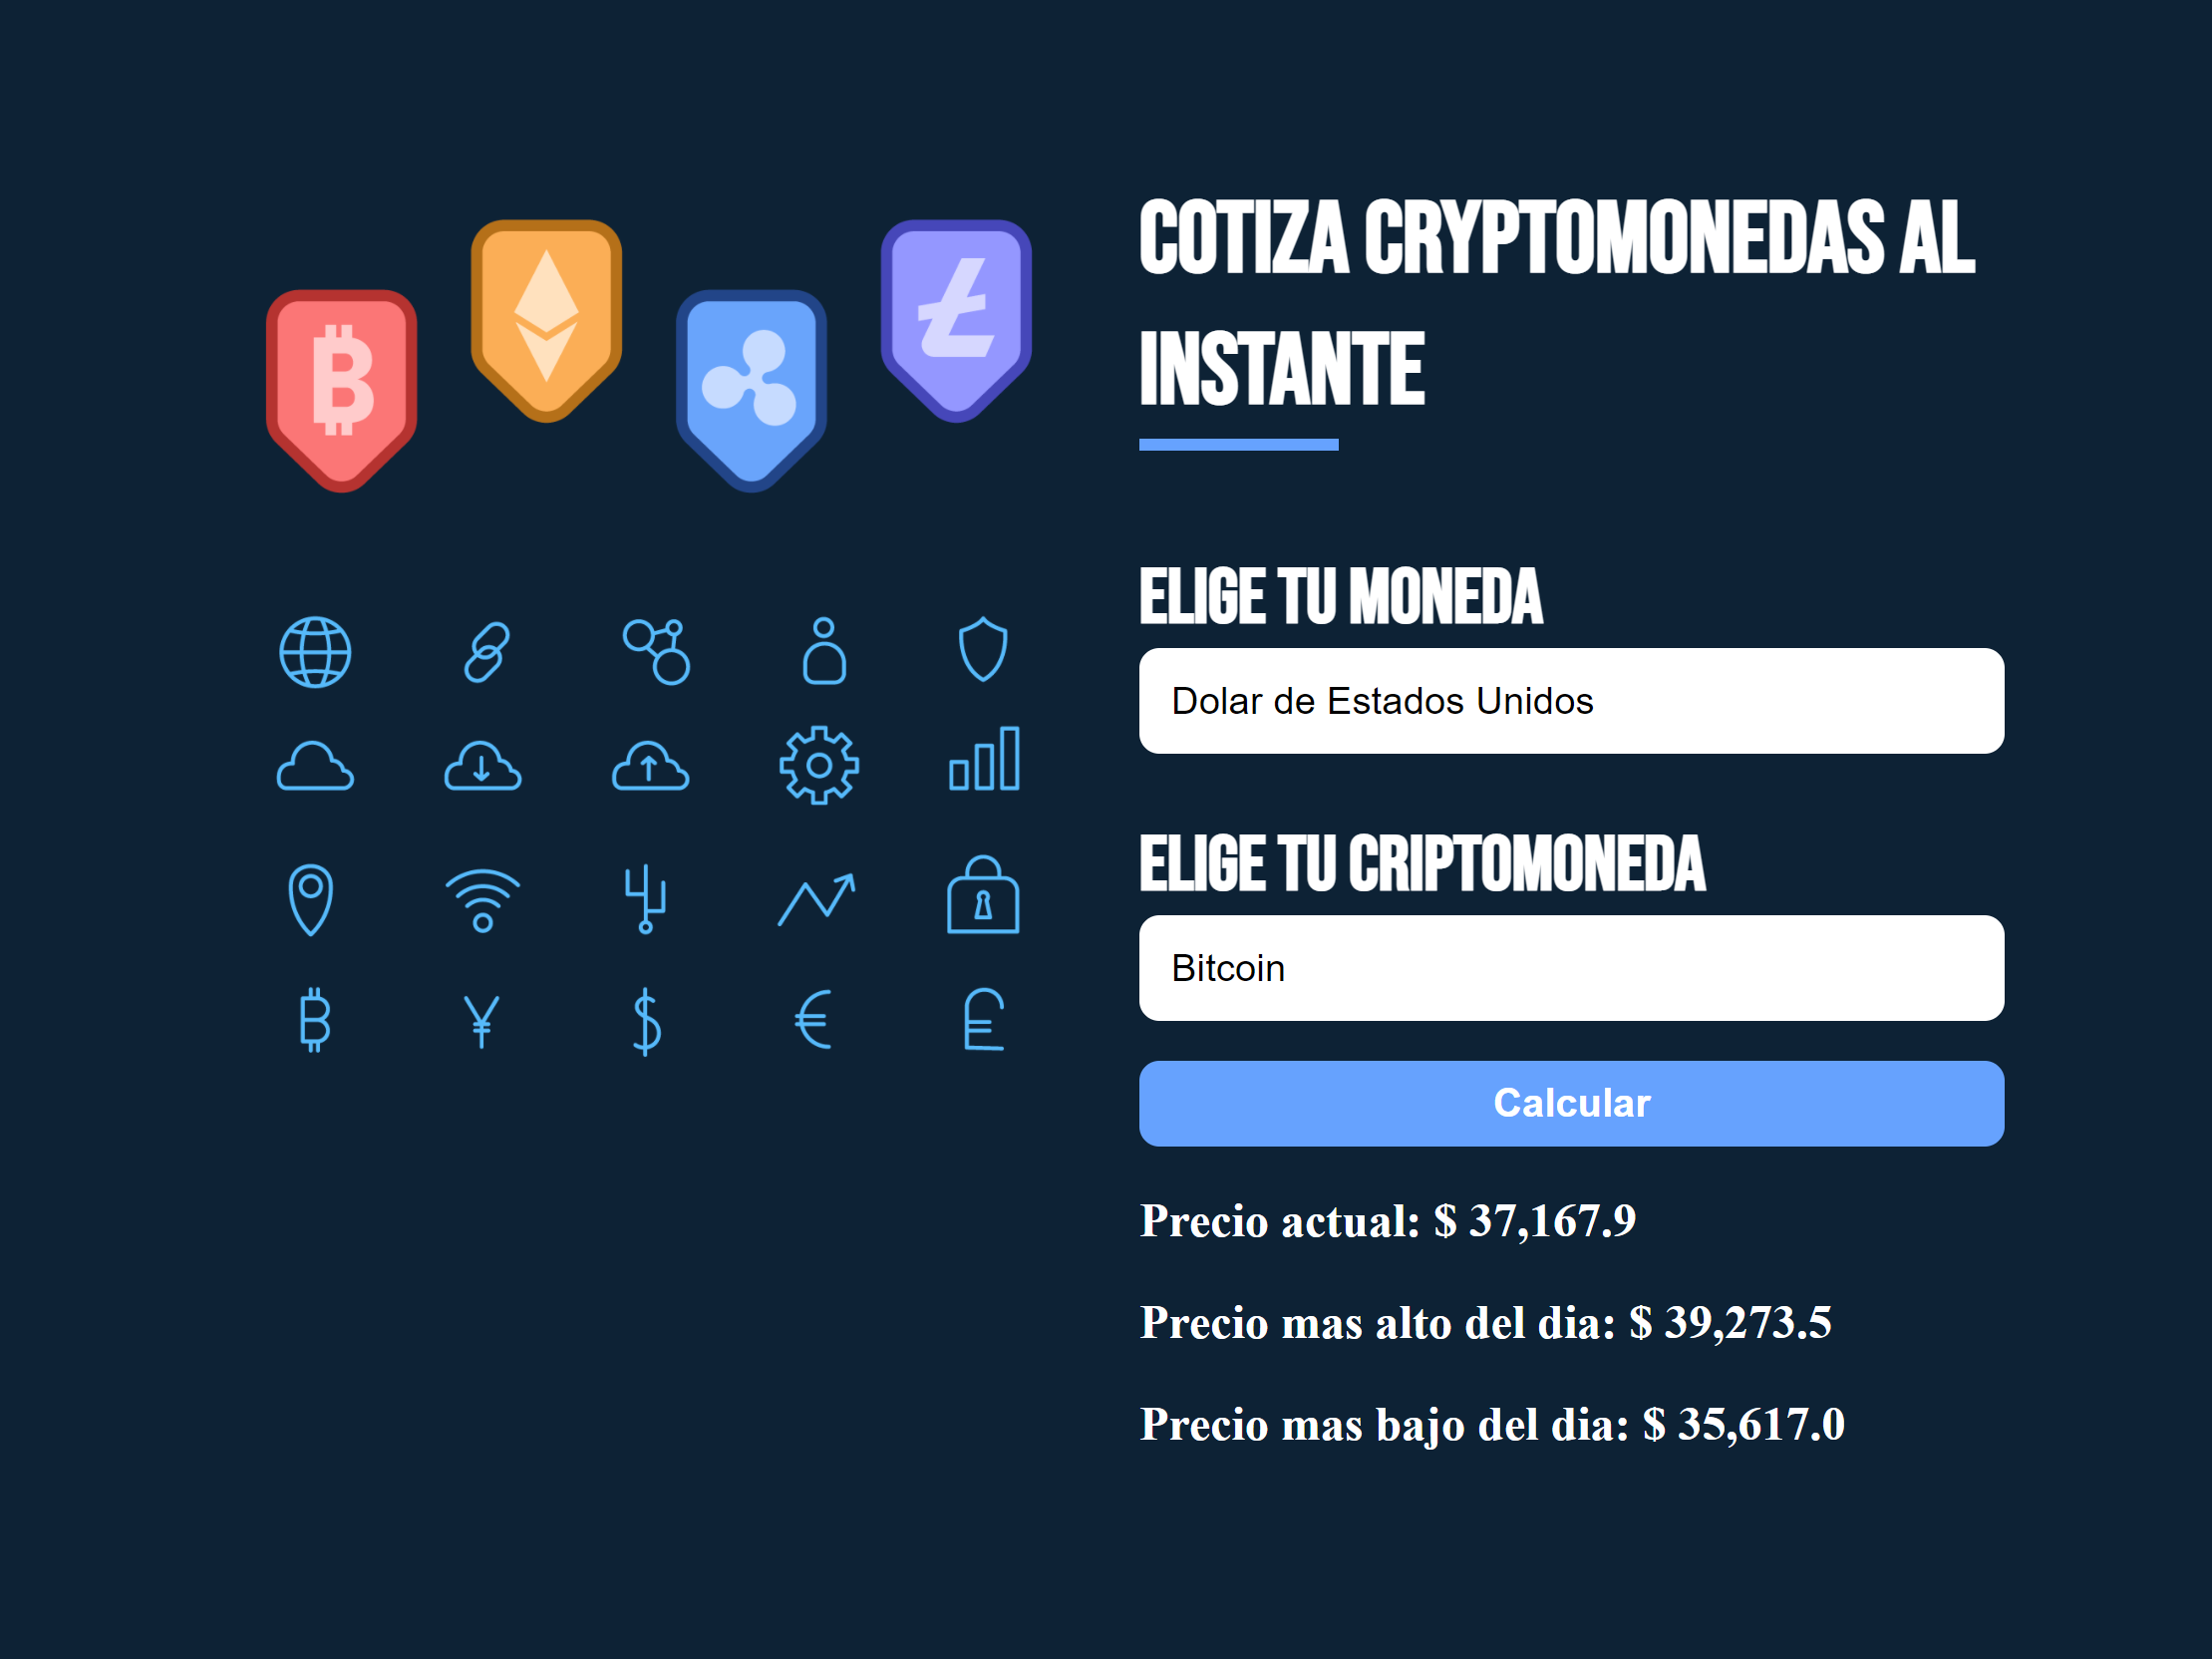 COTIZA CRYPTOMONEDAS AL
INSTANTE
ELIGE TU MONEDA
Dolar de Estados Unidos
ELIGE TU CRIPTOMONEDA
Bitcoin
Calcular
Precio actual: $ 37,167.9
Precio mas alto del dia: $ 39,273.5
Precio mas bajo del dia: $ 35,617.0